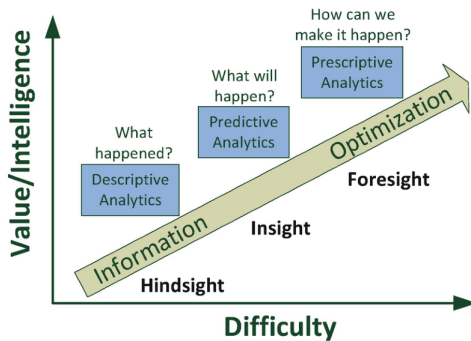 How can we
make it happen?
Prescriptive
Analytics
What will
happen?
Predictive
Analytics
What
happened?
Descriptive
Analytics
Information
Optimization
Hindsight
Insight
Foresight
Value/Intelligence
Difficulty